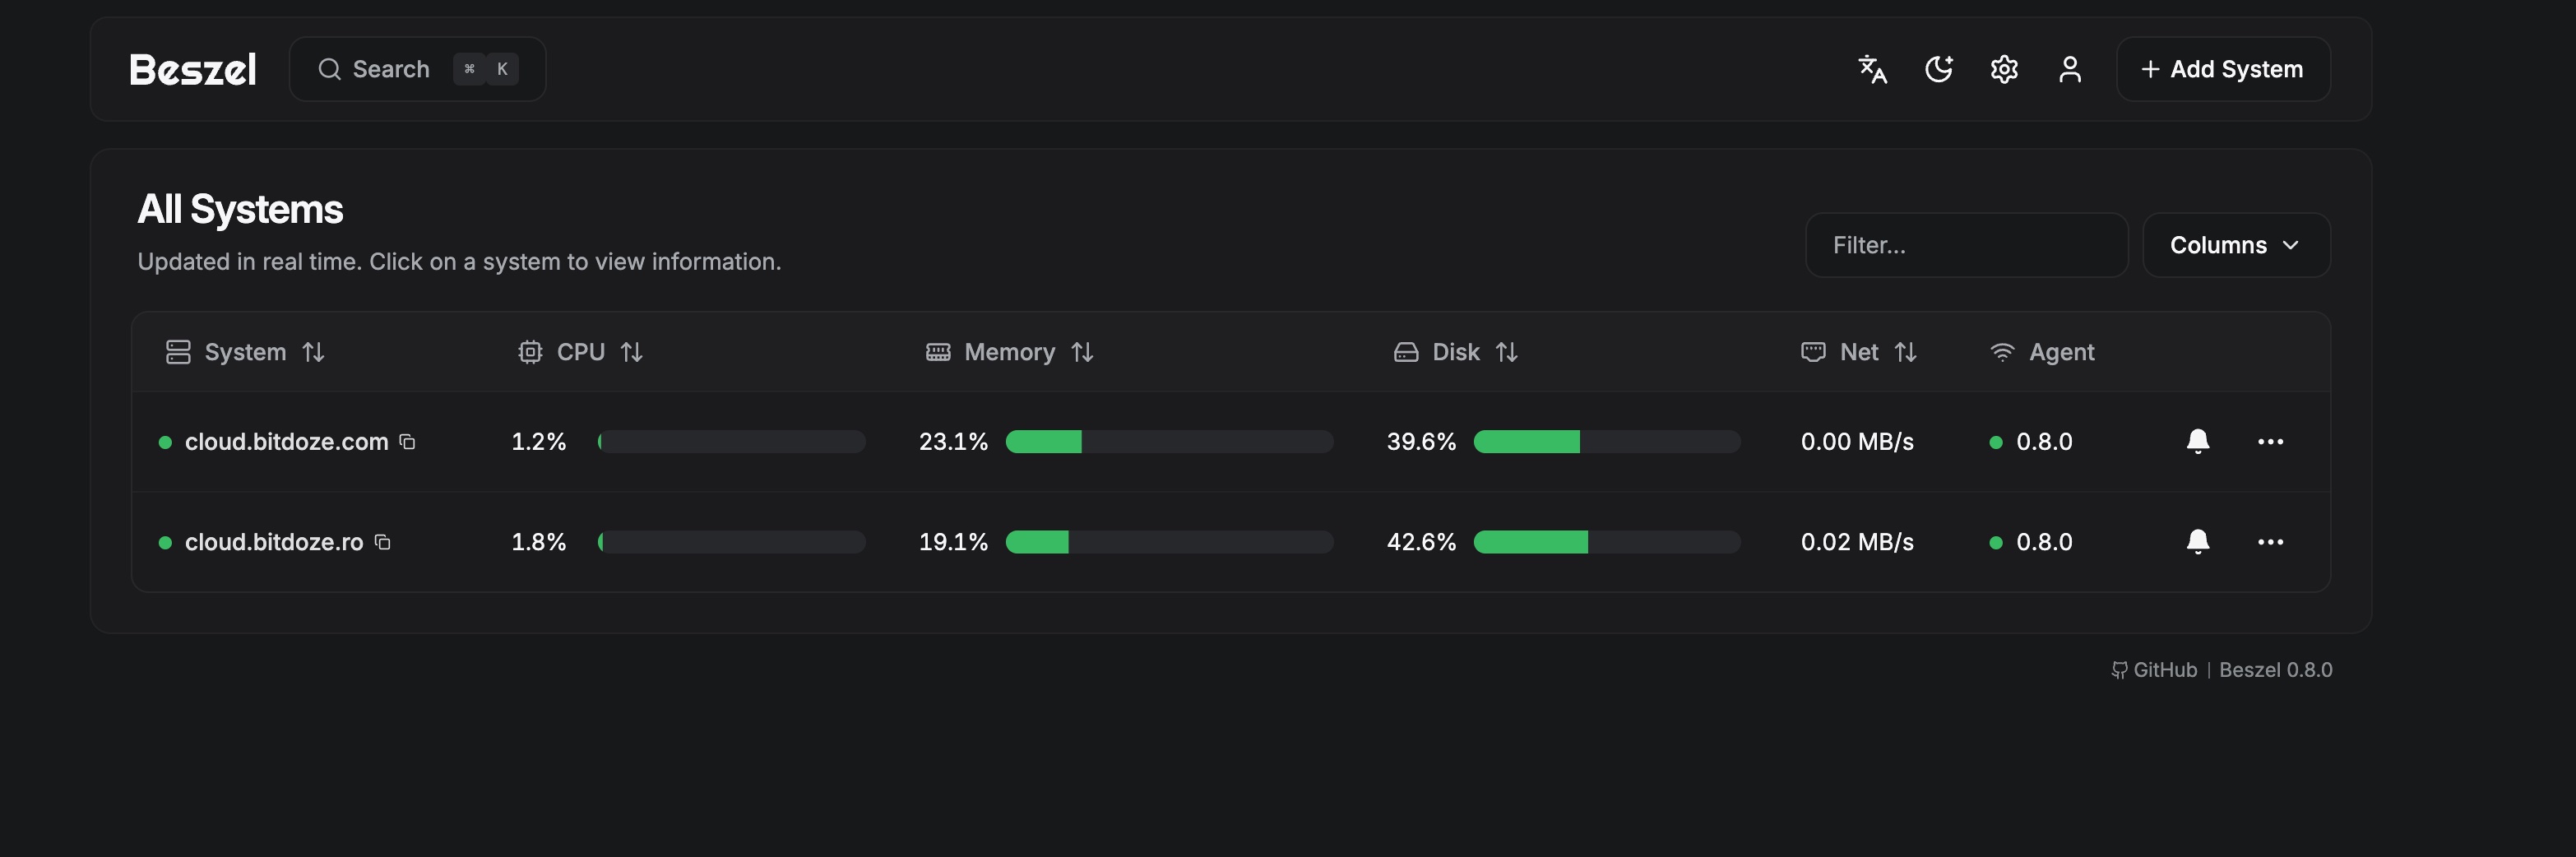 Beszel Search ⌘ K Add System
All Systems
Updated in real time. Click on a system to view information.
Filter... Columns
System CPU Memory Disk Net Agent
cloud.bitdoze.com 1.2% 23.1% 39.6% 0.00 MB/s 0.8.0
cloud.bitdoze.ro 1.8% 19.1% 42.6% 0.02 MB/s 0.8.0
GitHub | Beszel 0.8.0